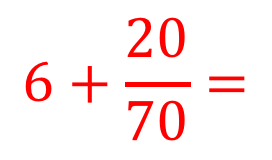 6 + 20/70 =